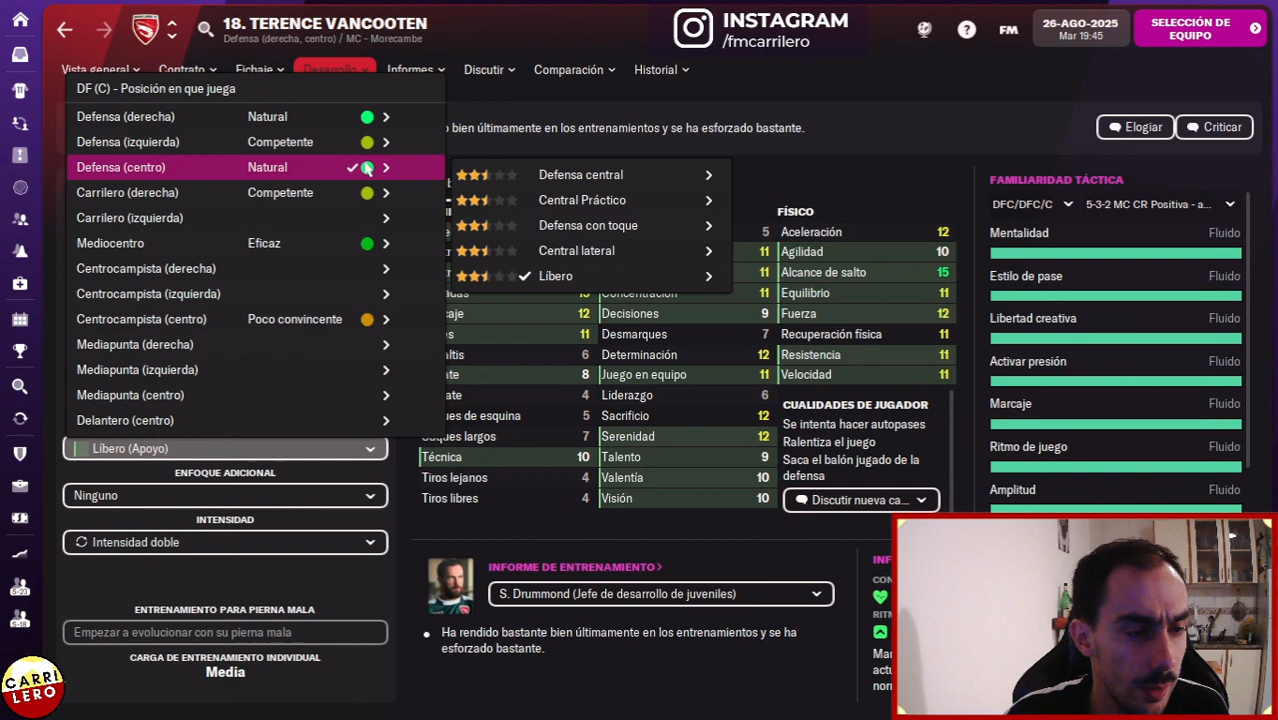 18. TERENCE VANCOOTEN
Defensa (derecha, centro) / MC - Morecambe
INSTAGRAM
/fmcarrilero
FM
26-AGO-2025
Mar 19:45
SELECCIÓN DE
EQUIPO
Vista general
Contrato
Fichaje
Desarrollo
Informes
Discutir
Comparación
Historial
DF (C) - Posición en que juega
Defensa (derecha) Natural
Defensa (izquierda) Competente
Defensa (centro) Natural
Carrilero (derecha) Competente
Carrilero (izquierda)
Mediocentro Eficaz
Centrocampista (derecha)
Centrocampista (izquierda)
Centrocampista (centro) Poco convincente
Mediapunta (derecha)
Mediapunta (izquierda)
Mediapunta (centro)
Delantero (centro)
Líbero (Apoyo)
ENFOQUE ADICIONAL
Ninguno
INTENSIDAD
Intensidad doble
ENTRENAMIENTO PARA PIERNA MALA
Empezar a evolucionar con su pierna mala
CARGA DE ENTRENAMIENTO INDIVIDUAL
Media
bien últimamente en los entrenamientos y se ha esforzado bastante.
Elogiar
Criticar
Defensa central
Central Práctico
Defensa con toque
Central lateral
Líbero
5
11
11
Concentración 11
12 Decisiones 9
11 Desmarques 7
6 Determinación 12
8 Juego en equipo 11
4 Liderazgo 6
ques de esquina 5 Sacrificio 12
Saques largos 7 Serenidad 12
Técnica 10 Talento 9
Tiros lejanos 4 Valentía 10
Tiros libres 4 Visión 10
FÍSICO
Aceleración 12
Agilidad 10
Alcance de salto 15
Equilibrio 11
Fuerza 12
Recuperación física 11
Resistencia 11
Velocidad 11
CUALIDADES DE JUGADOR
Se intenta hacer autopases
Ralentiza el juego
Saca el balón jugado de la
defensa
Discutir nueva ca...
FAMILIARIDAD TÁCTICA
DFC/DFC/C 5-3-2 MC CR Positiva - a...
Mentalidad Fluido
Estilo de pase Fluido
Libertad creativa Fluido
Activar presión Fluido
Marcaje Fluido
Ritmo de juego Fluido
Amplitud Fluido
INFORME DE ENTRENAMIENTO
S. Drummond (Jefe de desarrollo de juveniles)
Ha rendido bastante bien últimamente en los entrenamientos y se ha
esforzado bastante.
S-23
S-18
CARRI
LERO